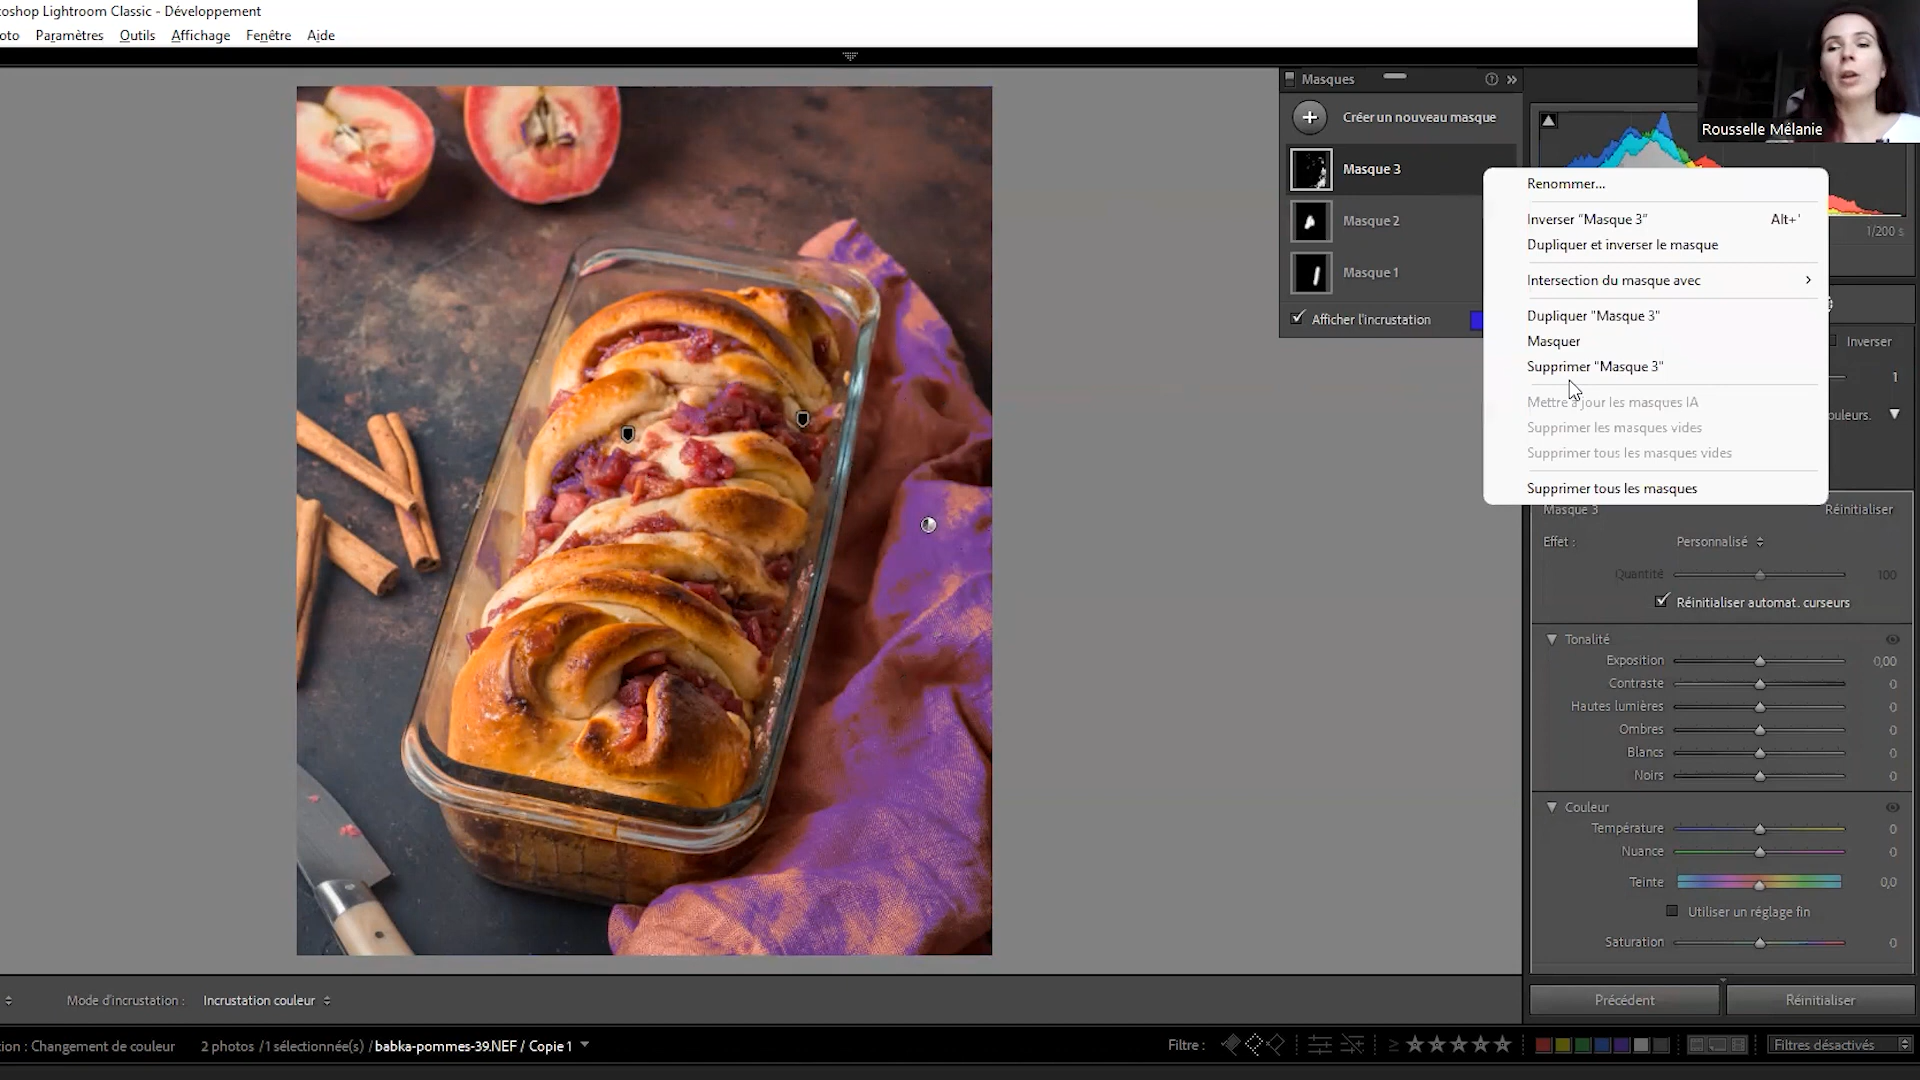 toshop Lightroom Classic - Développement
oto Paramètres Outils Affichage Fenêtre Aide
Rousselle Mélanie
Masques
Créer un nouveau masque
Masque 3
Masque 2
Masque 1
Afficher l'incrustation
Renommer...
Inverser "Masque 3" Alt+'
Dupliquer et inverser le masque
Intersection du masque avec
Dupliquer "Masque 3"
Masquer
Supprimer "Masque 3"
Mettre à jour les masques IA
Supprimer les masques vides
Supprimer tous les masques vides
Supprimer tous les masques
1/200 s
Inverser
1
ouleurs.
Masque 3 Réinitialiser
Effet : Personnalisé
Quantité 100
Réinitialiser automat. curseurs
Tonalité
Exposition 0,00
Contraste 0
Hautes lumières 0
Ombres 0
Blancs 0
Noirs 0
Couleur
Température 0
Nuance 0
Teinte 0,0
Utiliser un réglage fin
Saturation 0
Précédent Réinitialiser
Mode d'incrustation : Incrustation couleur
ion : Changement de couleur 2 photos /1 sélectionnée(s) / babka-pommes-39.NEF / Copie 1
Filtre : ≥ Filtres désactivés